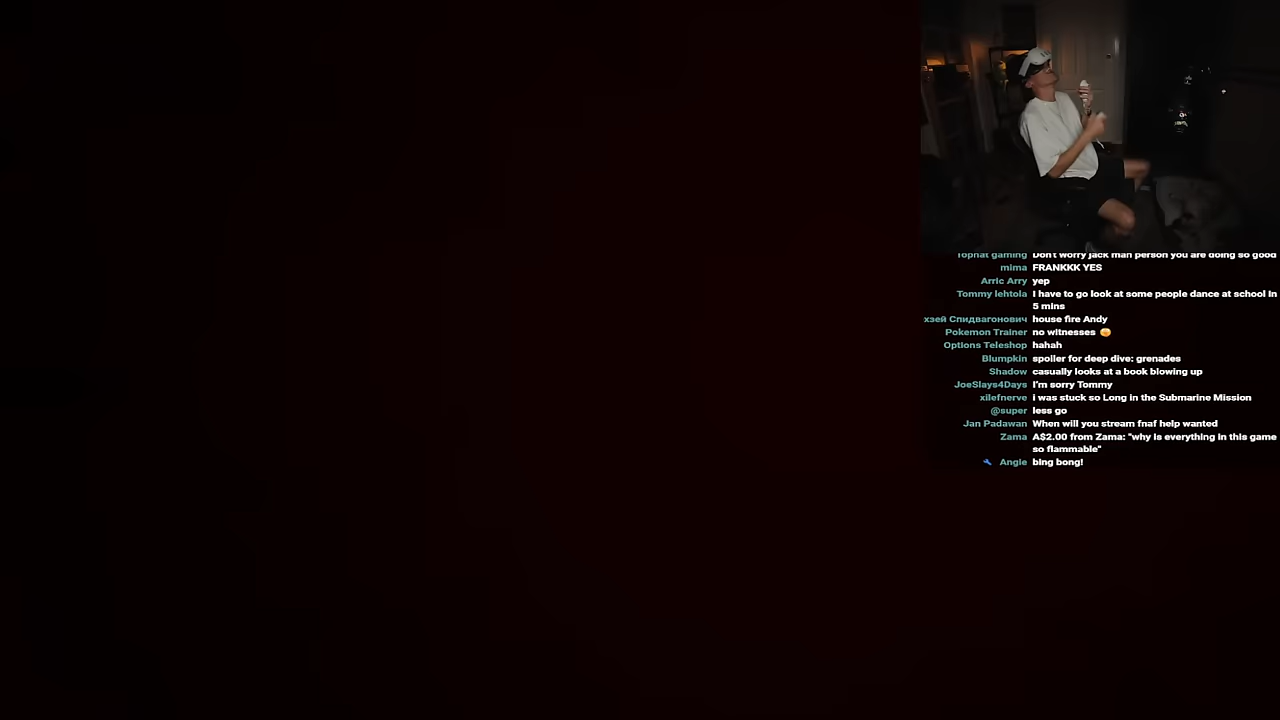 Tophat gaming Don't worry jack man person you are doing so good
mima FRANKKK YES
Arric Arry yep
Tommy lehtola I have to go look at some people dance at school in
5 mins
хзей Спидвагонович house fire Andy
Pokemon Trainer no witnesses
Options Teleshop hahah
Blumpkin spoiler for deep dive: grenades
Shadow casually looks at a book blowing up
JoeSlays4Days I'm sorry Tommy
xilefnerve i was stuck so Long in the Submarine Mission
@super less go
Jan Padawan When will you stream fnaf help wanted
Zama A$2.00 from Zama: "why is everything in this game
so flammable"
Angie bing bong!